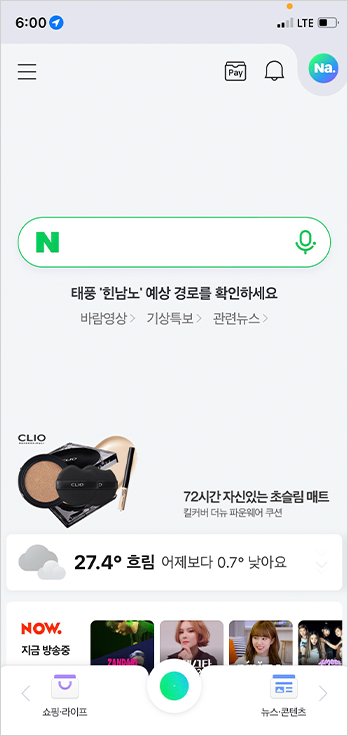 6:00
LTE
Pay
Na.
N
태풍 '힌남노' 예상 경로를 확인하세요
바람영상 기상특보 관련뉴스
CLIO
PROFESSIONAL
72시간 자신있는 초슬림 매트
킬커버 더뉴 파운웨어 쿠션
27.4° 흐림 어제보다 0.7° 낮아요
NOW.
지금 방송중
쇼핑·라이프
뉴스·콘텐츠